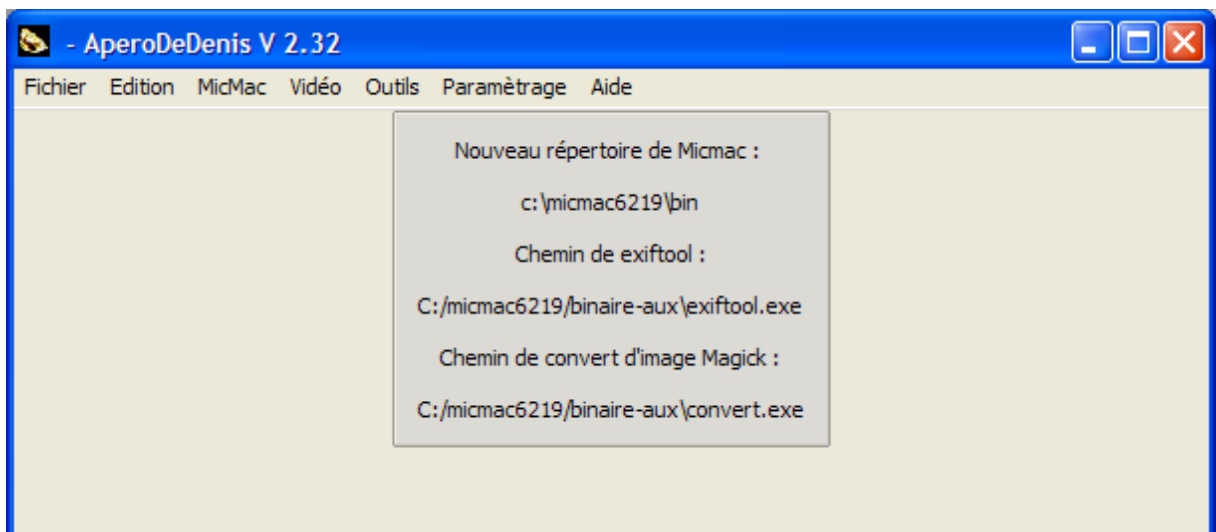 - AperoDeDenis V 2.32
Fichier Edition MicMac Vidéo Outils Paramètrage Aide
Nouveau répertoire de Micmac :
c:\micmac6219\bin
Chemin de exiftool :
C:/micmac6219/binaire-aux\exiftool.exe
Chemin de convert d'image Magick :
C:/micmac6219/binaire-aux\convert.exe